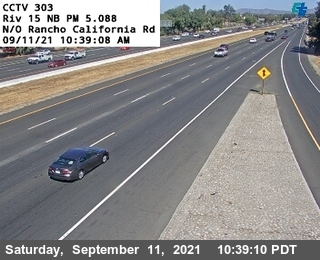 CCTV 303
Riv 15 NB PM 5.088
N/O Rancho California Rd
09/11/21 10:39:08 AM
Saturday, September 11, 2021 10:39:10 PDT